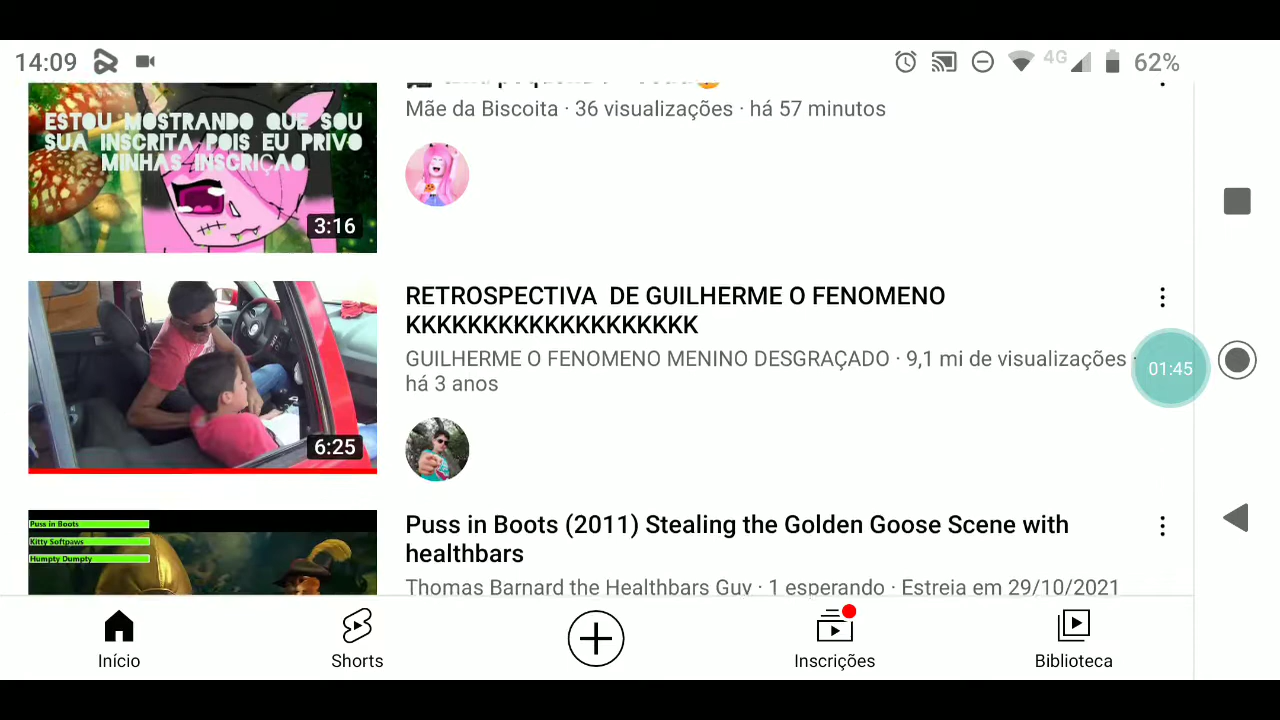 14:09
4G
62%
ESTOU MOSTRANDO QUE SOU
SUA INSCRITA POIS EU PRIVO
MINHAS INSCRIÇAO
3:16
Mãe da Biscoita · 36 visualizações · há 57 minutos
RETROSPECTIVA DE GUILHERME O FENOMENO
KKKKKKKKKKKKKKKKKKK
GUILHERME O FENOMENO MENINO DESGRAÇADO · 9,1 mi de visualizações ·
há 3 anos
6:25
01:45
Puss in Boots
Kitty Softpaws
Humpty Dumpty
Puss in Boots (2011) Stealing the Golden Goose Scene with
healthbars
Thomas Barnard the Healthbars Guy · 1 esperando · Estreia em 29/10/2021
Início
Shorts
Inscrições
Biblioteca